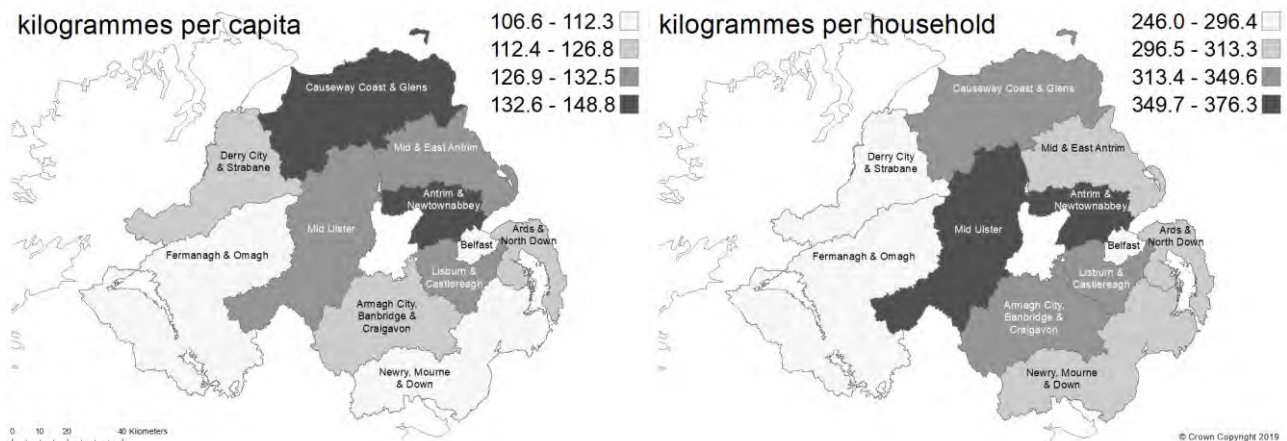 kilogrammes per capita
106.6 - 112.3
112.4 - 126.8
126.9 - 132.5
132.6 - 148.8
Causeway Coast & Glens
Derry City
& Strabane
Mid & East Antrim
Antrim &
Newtownabbey
Mid Ulster
Fermanagh & Omagh
Belfast
Ards &
North Down
Lisburn &
Castlereagh
Armagh City,
Banbridge &
Craigavon
Newry, Mourne
& Down
0 10 20 40 Kilometers
kilogrammes per household
246.0 - 296.4
296.5 - 313.3
313.4 - 349.6
349.7 - 376.3
Causeway Coast & Glens
Derry City
& Strabane
Mid & East Antrim
Antrim &
Newtownabbey
Mid Ulster
Fermanagh & Omagh
Belfast
Ards &
North Down
Lisburn &
Castlereagh
Armagh City,
Banbridge &
Craigavon
Newry, Mourne
& Down
© Crown Copyright 2019